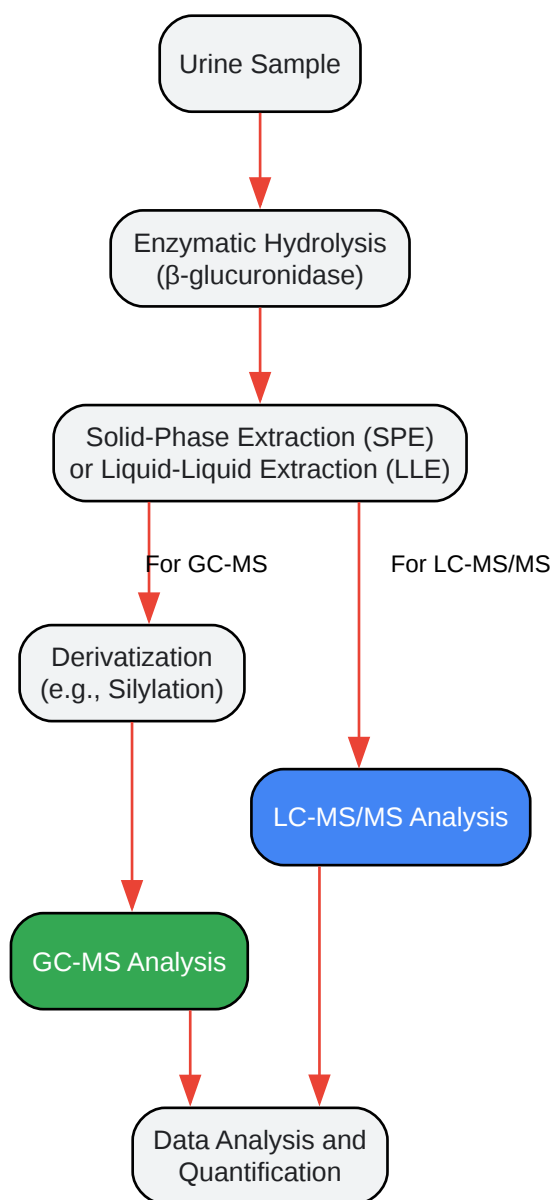 Urine Sample
Enzymatic Hydrolysis
(β-glucuronidase)
Solid-Phase Extraction (SPE)
or Liquid-Liquid Extraction (LLE)
For GC-MS
For LC-MS/MS
Derivatization
(e.g., Silylation)
LC-MS/MS Analysis
GC-MS Analysis
Data Analysis and
Quantification